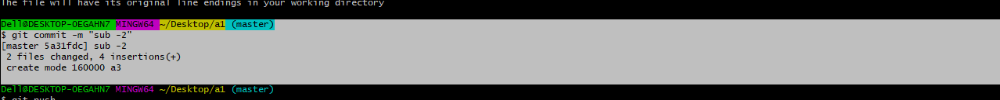 The file will have its original line endings in your working directory
Dell@DESKTOP-OEGAHN7 MINGW64 ~/Desktop/a1 (master)
$ git commit -m "sub -2"
[master 5a31fdc] sub -2
 2 files changed, 4 insertions(+)
 create mode 160000 a3
Dell@DESKTOP-OEGAHN7 MINGW64 ~/Desktop/a1 (master)
$ git push